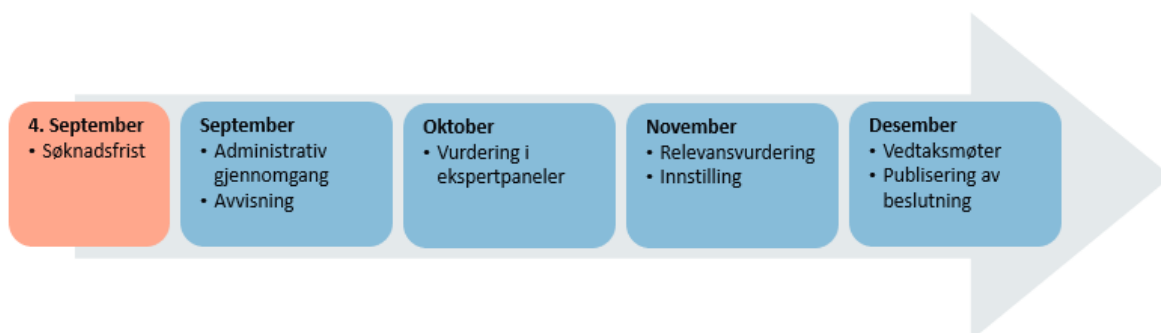 4. September
• Søknadsfrist
September
• Administrativ
gjennomgang
• Avvisning
Oktober
• Vurdering i
ekspertpaneler
November
• Relevansvurdering
• Innstilling
Desember
• Vedtaksmøter
• Publisering av
beslutning